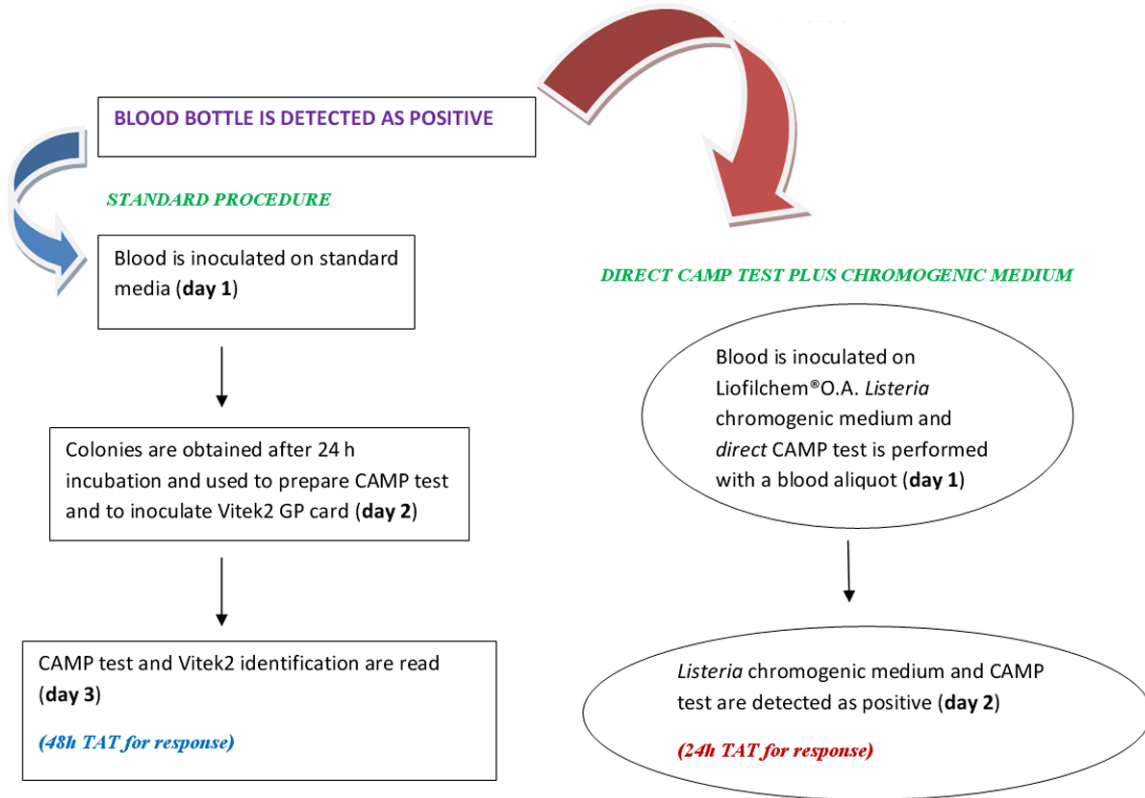 BLOOD BOTTLE IS DETECTED AS POSITIVE
STANDARD PROCEDURE
Blood is inoculated on standard
media (day 1)
Colonies are obtained after 24 h
incubation and used to prepare CAMP test
and to inoculate Vitek2 GP card (day 2)
CAMP test and Vitek2 identification are read
(day 3)
(48h TAT for response)
DIRECT CAMP TEST PLUS CHROMOGENIC MEDIUM
Blood is inoculated on
Liofilchem®O.A. Listeria
chromogenic medium and
direct CAMP test is performed
with a blood aliquot (day 1)
Listeria chromogenic medium and CAMP
test are detected as positive (day 2)
(24h TAT for response)